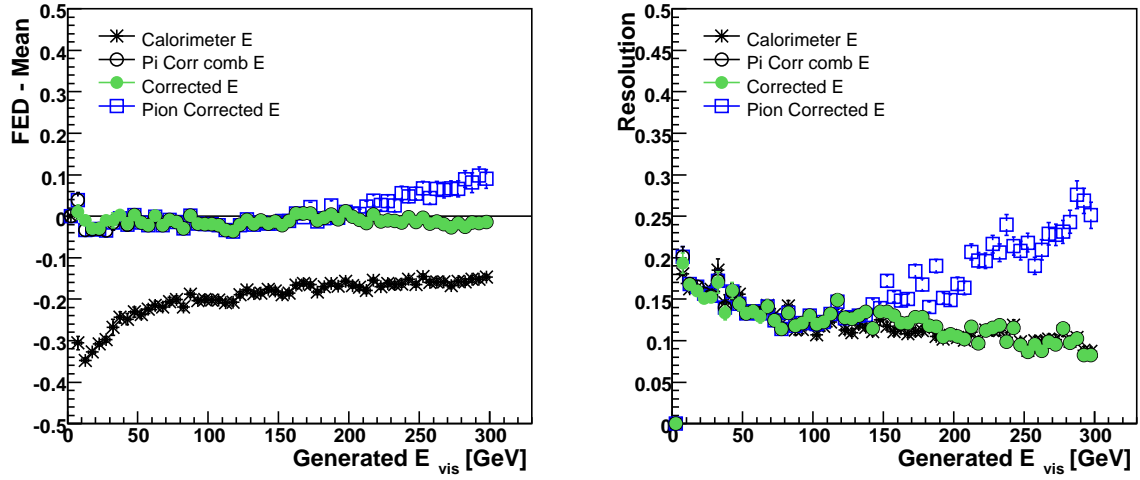 FED - Mean
0.5
0.4
0.3
0.2
0.1
0
-0.1
-0.2
-0.3
-0.4
-0.5
Calorimeter E
Pi Corr comb E
Corrected E
Pion Corrected E
0 50 100 150 200 250 300
Generated E vis [GeV]
Resolution
0.5
0.45
0.4
0.35
0.3
0.25
0.2
0.15
0.1
0.05
0
Calorimeter E
Pi Corr comb E
Corrected E
Pion Corrected E
0 50 100 150 200 250 300
Generated E vis [GeV]